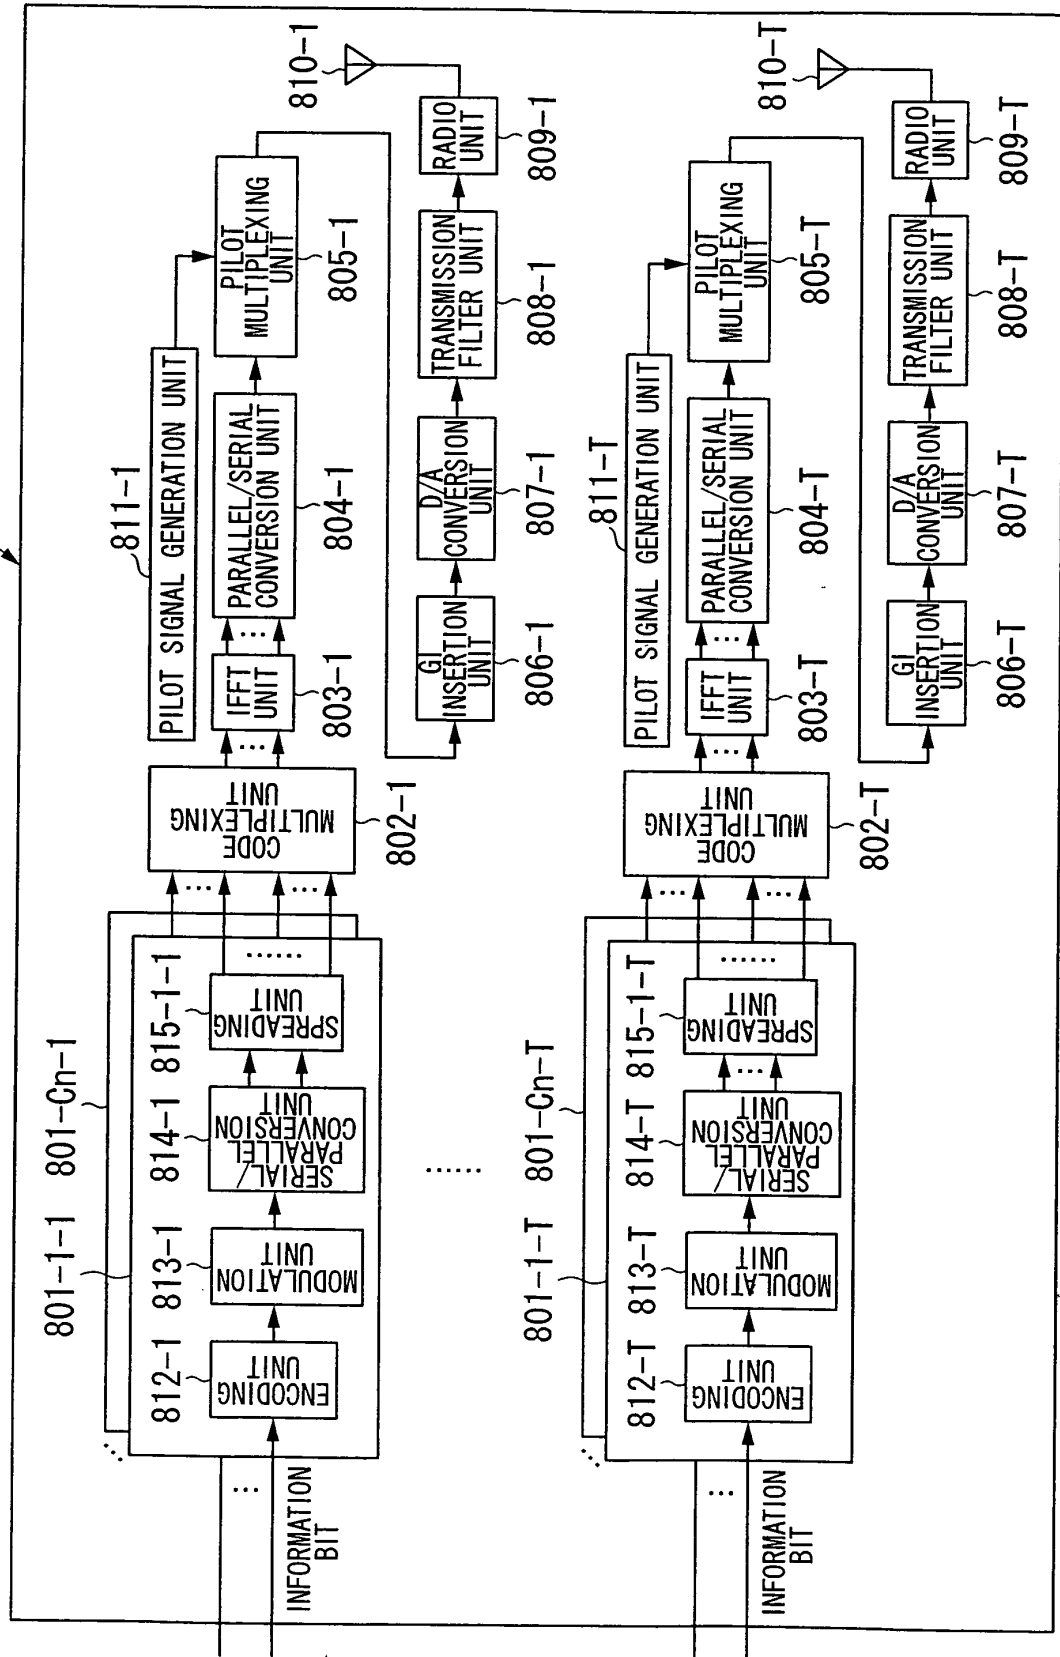 801-1-1
801-Cn-1
812-1
813-1
814-1
815-1-1
INFORMATION
BIT
ENCODING
UNIT
MODULATION
UNIT
SERIAL/
PARALLEL
CONVERSION
UNIT
SPREADING
UNIT
...
......
CODE
MULTIPLEXING
UNIT
802-1
IFFT
UNIT
803-1
PARALLEL/SERIAL
CONVERSION UNIT
804-1
PILOT SIGNAL GENERATION UNIT
811-1
PILOT
MULTIPLEXING
UNIT
805-1
GI
INSERTION
UNIT
806-1
D/A
CONVERSION
UNIT
807-1
TRANSMISSION
FILTER UNIT
808-1
RADIO
UNIT
809-1
810-1
......
801-1-T
801-Cn-T
812-T
813-T
814-T
815-1-T
INFORMATION
BIT
ENCODING
UNIT
MODULATION
UNIT
SERIAL/
PARALLEL
CONVERSION
UNIT
SPREADING
UNIT
...
......
CODE
MULTIPLEXING
UNIT
802-T
IFFT
UNIT
803-T
PARALLEL/SERIAL
CONVERSION UNIT
804-T
PILOT SIGNAL GENERATION UNIT
811-T
PILOT
MULTIPLEXING
UNIT
805-T
GI
INSERTION
UNIT
806-T
D/A
CONVERSION
UNIT
807-T
TRANSMISSION
FILTER UNIT
808-T
RADIO
UNIT
809-T
810-T